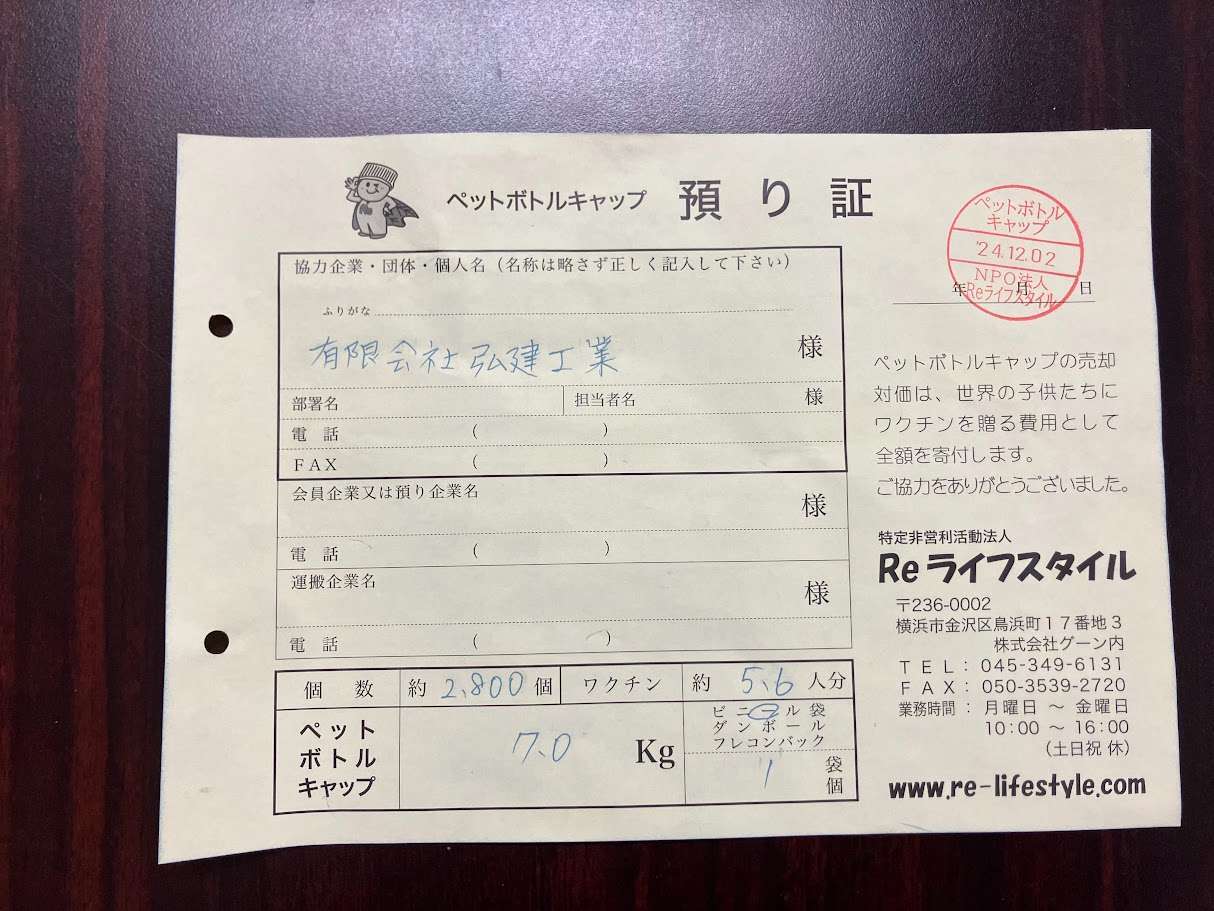 ペットボトルキャップ 預り証
ペットボトル
キャップ
'24.12.02
NPO法人
Reライフスタイル
年 月 日
協力企業・団体・個人名（名称は略さず正しく記入して下さい）
ふりがな
有限会社弘建工業 様
部署名 担当者名 様
電話 （ ）
FAX （ ）
会員企業又は預り企業名
様
電話 （ ）
運搬企業名
様
電話 （ ）
個数 約 2,800 個 ワクチン 約 5.6 人分
ペット
ボトル
キャップ
7.0 Kg
ビニール袋
ダンボール
フレコンバック
1 袋
個
ペットボトルキャップの売却
対価は、世界の子供たちに
ワクチンを贈る費用として
全額を寄付します。
ご協力をありがとうございました。
特定非営利活動法人
Reライフスタイル
〒236-0002
横浜市金沢区鳥浜町１７番地３
株式会社グーン内
TEL：045-349-6131
FAX：050-3539-2720
業務時間：月曜日 〜 金曜日
10：00 〜 16：00
（土日祝 休）
www.re-lifestyle.com